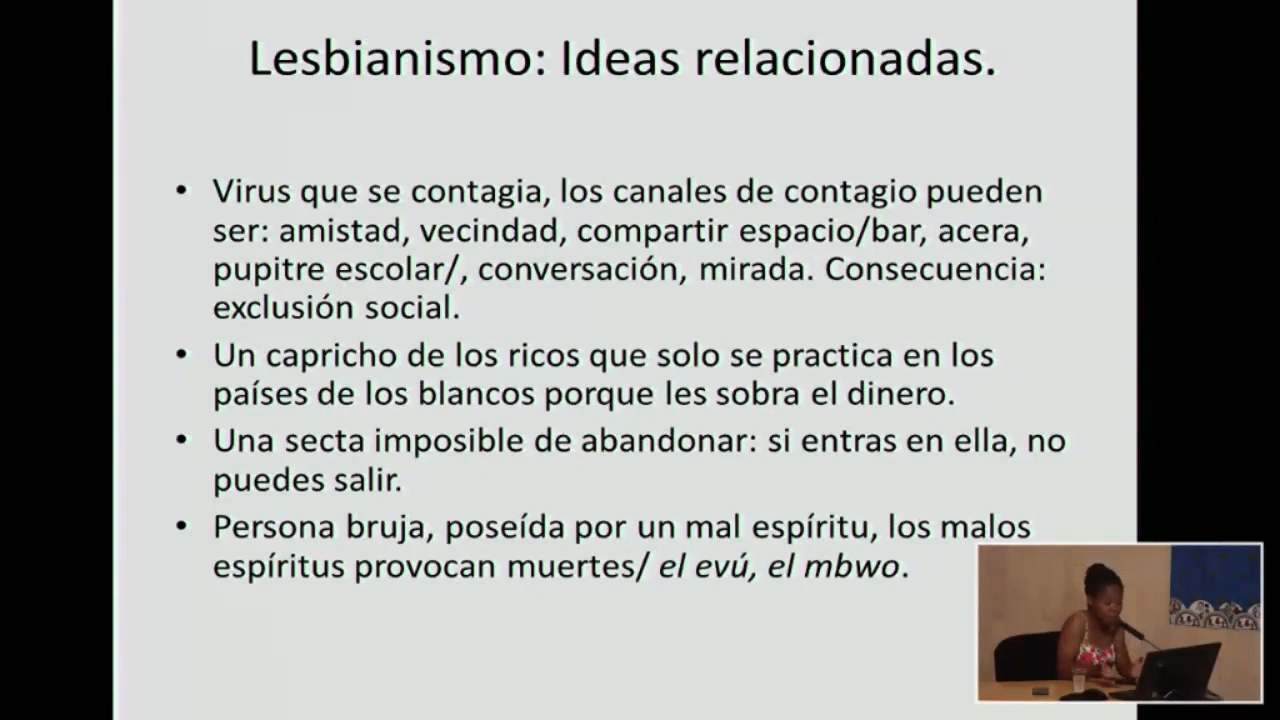 Lesbianismo: Ideas relacionadas.
• Virus que se contagia, los canales de contagio pueden
ser: amistad, vecindad, compartir espacio/bar, acera,
pupitre escolar/, conversación, mirada. Consecuencia:
exclusión social.
• Un capricho de los ricos que solo se practica en los
países de los blancos porque les sobra el dinero.
• Una secta imposible de abandonar: si entras en ella, no
puedes salir.
• Persona bruja, poseída por un mal espíritu, los malos
espíritus provocan muertes/ el evú, el mbwo.